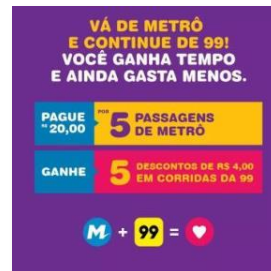 VÁ DE METRÔ
E CONTINUE DE 99!
VOCÊ GANHA TEMPO
E AINDA GASTA MENOS.
PAGUE
R$ 20,00
POR
5 PASSAGENS
DE METRÔ
GANHE
5 DESCONTOS DE R$ 4,00
EM CORRIDAS DA 99
M + 99 =